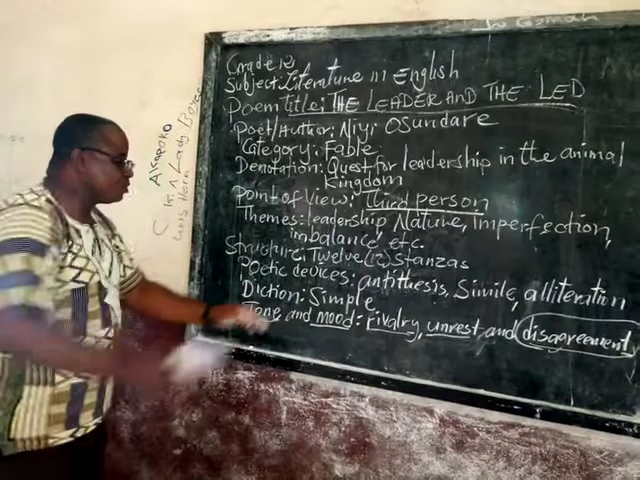 Grade 12
Subject: Literature in English
Poem title: THE LEADER AND THE LED
Poet/Author: Niyi Osundare
Category: Fable
Denotation: Quest for leadership in the animal
Kingdom
Point of View: Third person
Themes: leadership, Nature, Imperfection,
imbalance, etc.
Structure: Twelve (12) Stanzas
Poetic devices: antithesis, Simile, alliteration
Diction: Simple
Tone and mood: rivalry, unrest and disagreement